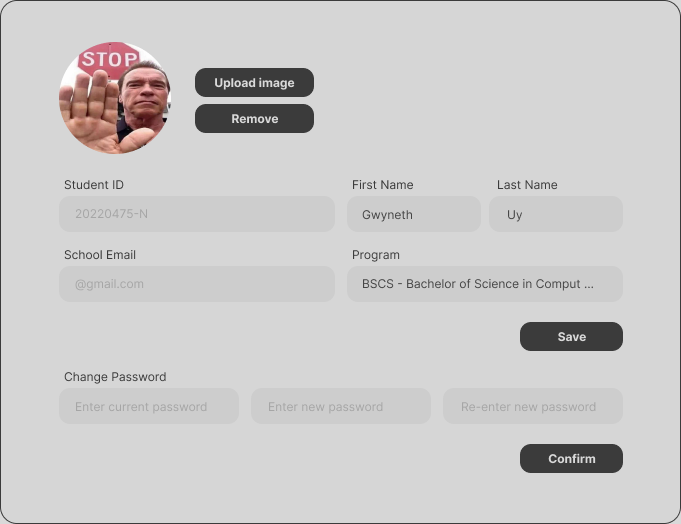 STOP
Upload image
Remove
Student ID
First Name
Last Name
20220475-N
Gwyneth
Uy
School Email
Program
@gmail.com
BSCS - Bachelor of Science in Comput ...
Save
Change Password
Enter current password
Enter new password
Re-enter new password
Confirm